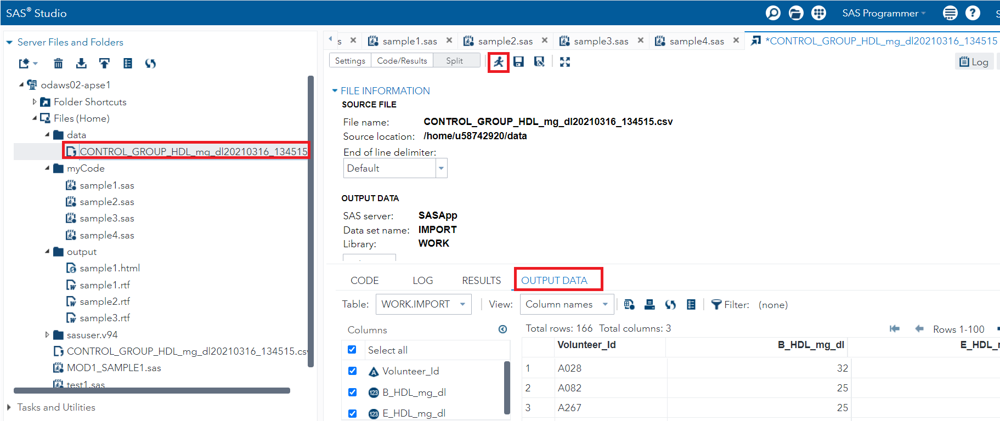 SAS® Studio
SAS Programmer
Server Files and Folders
odaws02-apse1
Folder Shortcuts
Files (Home)
data
CONTROL_GROUP_HDL_mg_dl20210316_134515
myCode
sample1.sas
sample2.sas
sample3.sas
sample4.sas
output
sample1.html
sample1.rtf
sample2.rtf
sample3.rtf
sasuser.v94
CONTROL_GROUP_HDL_mg_dl20210316_134515.csv
MOD1_SAMPLE1.sas
test1.sas
Tasks and Utilities
s sample1.sas sample2.sas sample3.sas sample4.sas *CONTROL_GROUP_HDL_mg_dl20210316_134515
Settings Code/Results Split Log
FILE INFORMATION
SOURCE FILE
File name: CONTROL_GROUP_HDL_mg_dl20210316_134515.csv
Source location: /home/u58742920/data
End of line delimiter:
Default
OUTPUT DATA
SAS server: SASApp
Data set name: IMPORT
Library: WORK
CODE LOG RESULTS OUTPUT DATA
Table: WORK.IMPORT View: Column names Filter: (none)
Columns
Select all
Volunteer_Id
B_HDL_mg_dl
E_HDL_mg_dl
Total rows: 166 Total columns: 3 Rows 1-100
Volunteer_Id B_HDL_mg_dl E_HDL_
1 A028 32
2 A082 25
3 A267 25